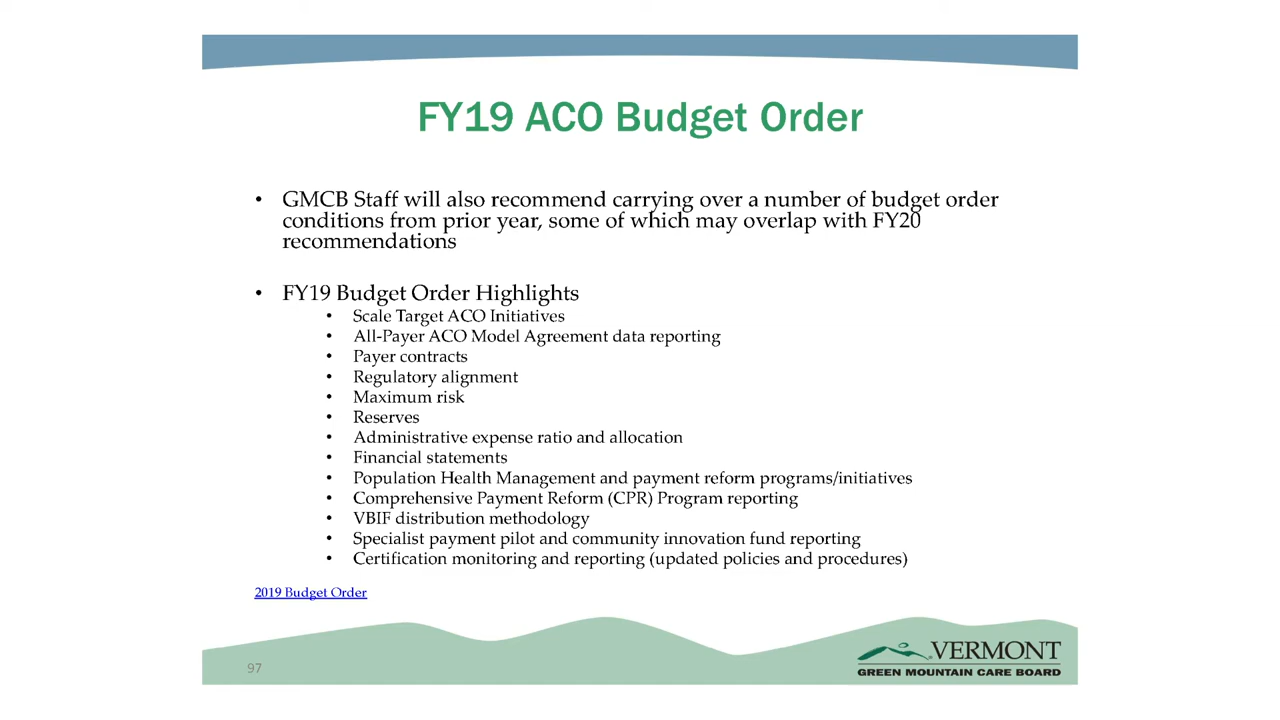 FY19 ACO Budget Order
• GMCB Staff will also recommend carrying over a number of budget order
conditions from prior year, some of which may overlap with FY20
recommendations
• FY19 Budget Order Highlights
• Scale Target ACO Initiatives
• All-Payer ACO Model Agreement data reporting
• Payer contracts
• Regulatory alignment
• Maximum risk
• Reserves
• Administrative expense ratio and allocation
• Financial statements
• Population Health Management and payment reform programs/initiatives
• Comprehensive Payment Reform (CPR) Program reporting
• VBIF distribution methodology
• Specialist payment pilot and community innovation fund reporting
• Certification monitoring and reporting (updated policies and procedures)
2019 Budget Order
97
VERMONT
GREEN MOUNTAIN CARE BOARD